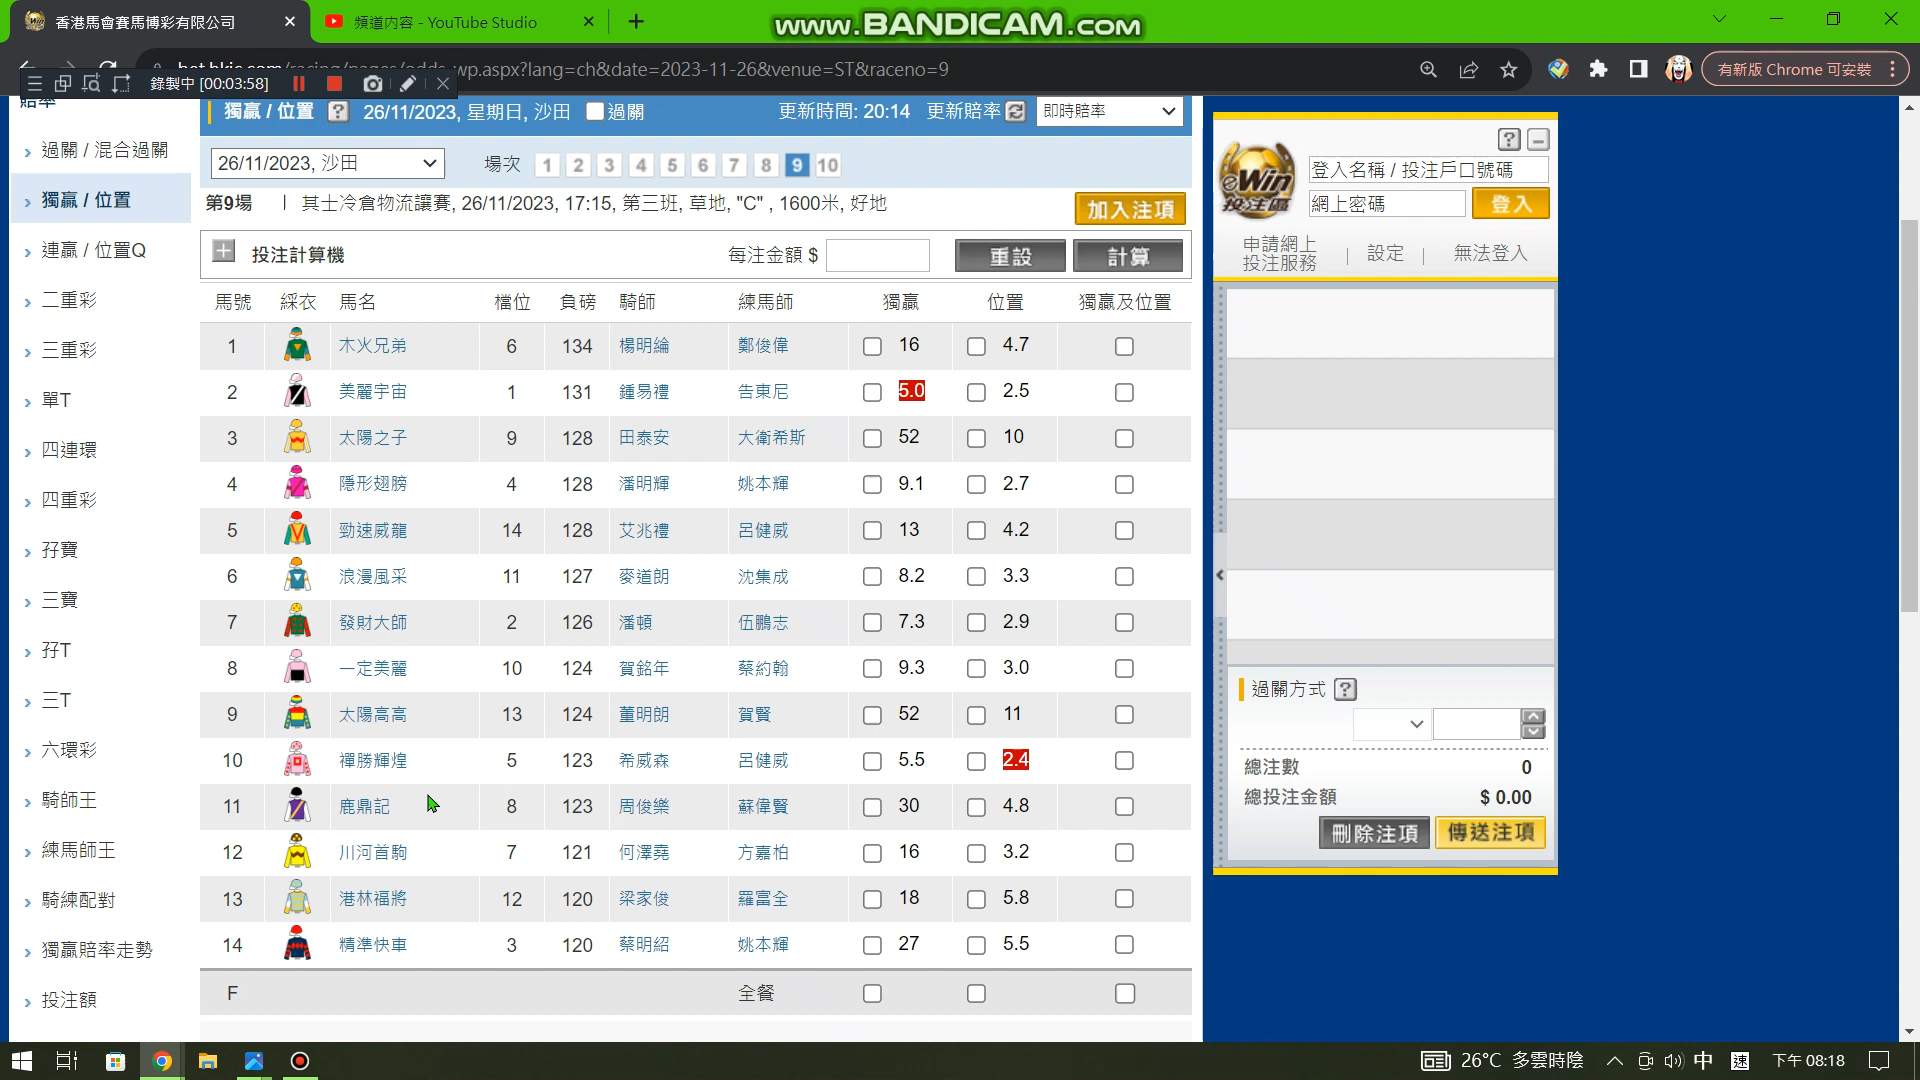 香港馬會賽馬博彩有限公司
頻道內容 - YouTube Studio
www.BANDICAM.com
wp.aspx?lang=ch&date=2023-11-26&venue=ST&raceno=9
有新版 Chrome 可安裝
錄製中 [00:03:58]
賠率
過關 / 混合過關
獨贏 / 位置
連贏 / 位置Q
二重彩
三重彩
單T
四連環
四重彩
孖寶
三寶
孖T
三T
六環彩
騎師王
練馬師王
騎練配對
獨贏賠率走勢
投注額
獨贏 / 位置 ? 26/11/2023, 星期日, 沙田 過關 更新時間: 20:14 更新賠率 即時賠率
26/11/2023, 沙田 場次 1 2 3 4 5 6 7 8 9 10
第9場 | 其士冷倉物流讓賽, 26/11/2023, 17:15, 第三班, 草地, "C" , 1600米, 好地 加入注項
投注計算機 每注金額 $ 重設 計算
馬號 綵衣 馬名 檔位 負磅 騎師 練馬師 獨贏 位置 獨贏及位置
1 木火兄弟 6 134 楊明綸 鄭俊偉 16 4.7
2 美麗宇宙 1 131 鍾易禮 告東尼 5.0 2.5
3 太陽之子 9 128 田泰安 大衛希斯 52 10
4 隱形翅膀 4 128 潘明輝 姚本輝 9.1 2.7
5 勁速威龍 14 128 艾兆禮 呂健威 13 4.2
6 浪漫風采 11 127 麥道朗 沈集成 8.2 3.3
7 發財大師 2 126 潘頓 伍鵬志 7.3 2.9
8 一定美麗 10 124 賀銘年 蔡約翰 9.3 3.0
9 太陽高高 13 124 董明朗 賀賢 52 11
10 禪勝輝煌 5 123 希威森 呂健威 5.5 2.4
11 鹿鼎記 8 123 周俊樂 蘇偉賢 30 4.8
12 川河首駒 7 121 何澤堯 方嘉柏 16 3.2
13 港林福將 12 120 梁家俊 羅富全 18 5.8
14 精準快車 3 120 蔡明紹 姚本輝 27 5.5
F 全餐
eWin 投注區
登入名稱 / 投注戶口號碼
網上密碼 登入
申請網上投注服務 | 設定 | 無法登入
過關方式 ?
總注數 0
總投注金額 $ 0.00
刪除注項 傳送注項
26°C 多雲時陰 中 速 下午 08:18